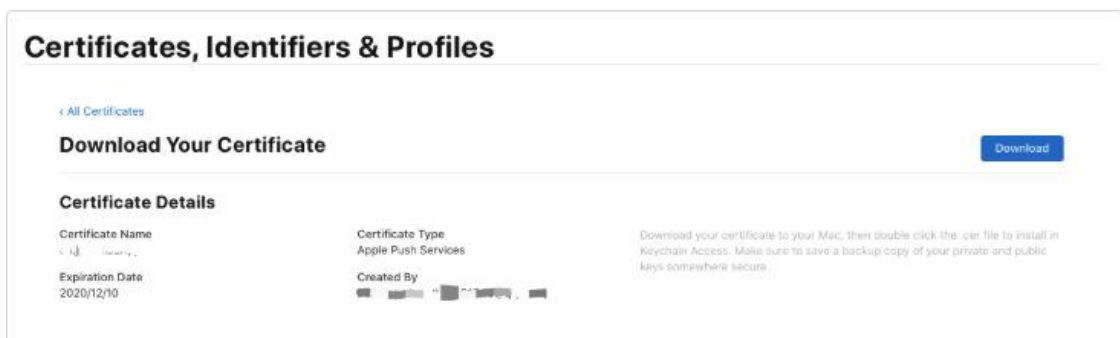 Certificates, Identifiers & Profiles
‹ All Certificates
Download Your Certificate
Download
Certificate Details
Certificate Name
Certificate Type
Apple Push Services
Download your certificate to your Mac, then double click the .cer file to install in
Keychain Access. Make sure to save a backup copy of your private and public
keys somewhere secure.
Expiration Date
2020/12/10
Created By